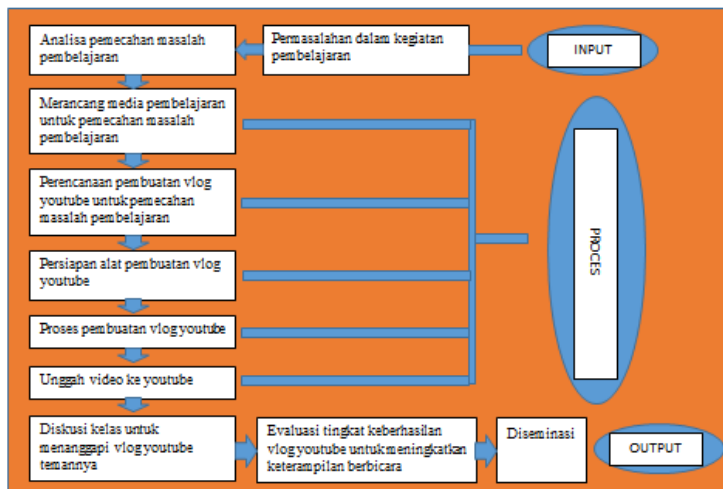 Analisa pemecahan masalah
pembelajaran
Permasalahan dalam kegiatan
pembelajaran
INPUT
Merancang media pembelajaran
untuk pemecahan masalah
pembelajaran
Perencanaan pembuatan vlog
youtube untuk pemecahan
masalah pembelajaran
Persiapan alat pembuatan vlog
youtube
Proses pembuatan vlog youtube
Unggah video ke youtube
PROCES
Diskusi kelas untuk
menanggapi vlog youtube
temannya
Evaluasi tingkat keberhasilan
vlog youtube untuk meningkatkan
keterampilan berbicara
Diseminasi
OUTPUT